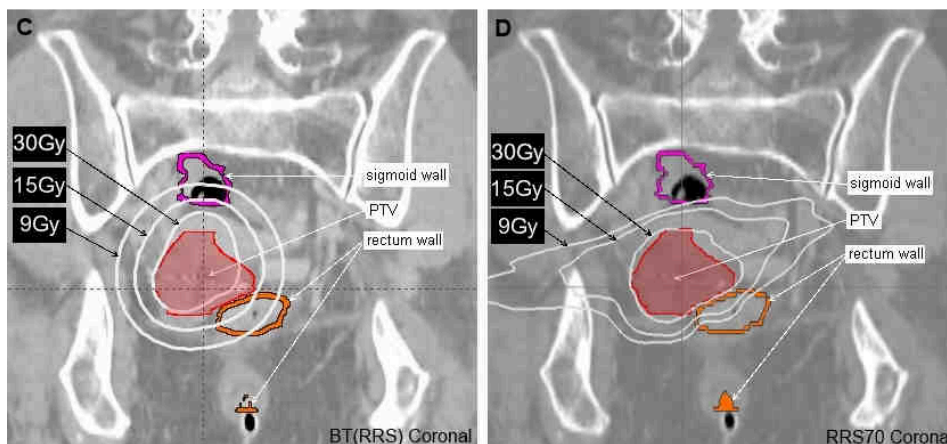 C
30Gy
15Gy
9Gy
sigmoid wall
PTV
rectum wall
BT(RRS) Coronal
D
30Gy
15Gy
9Gy
sigmoid wall
PTV
rectum wall
RRS70 Corona